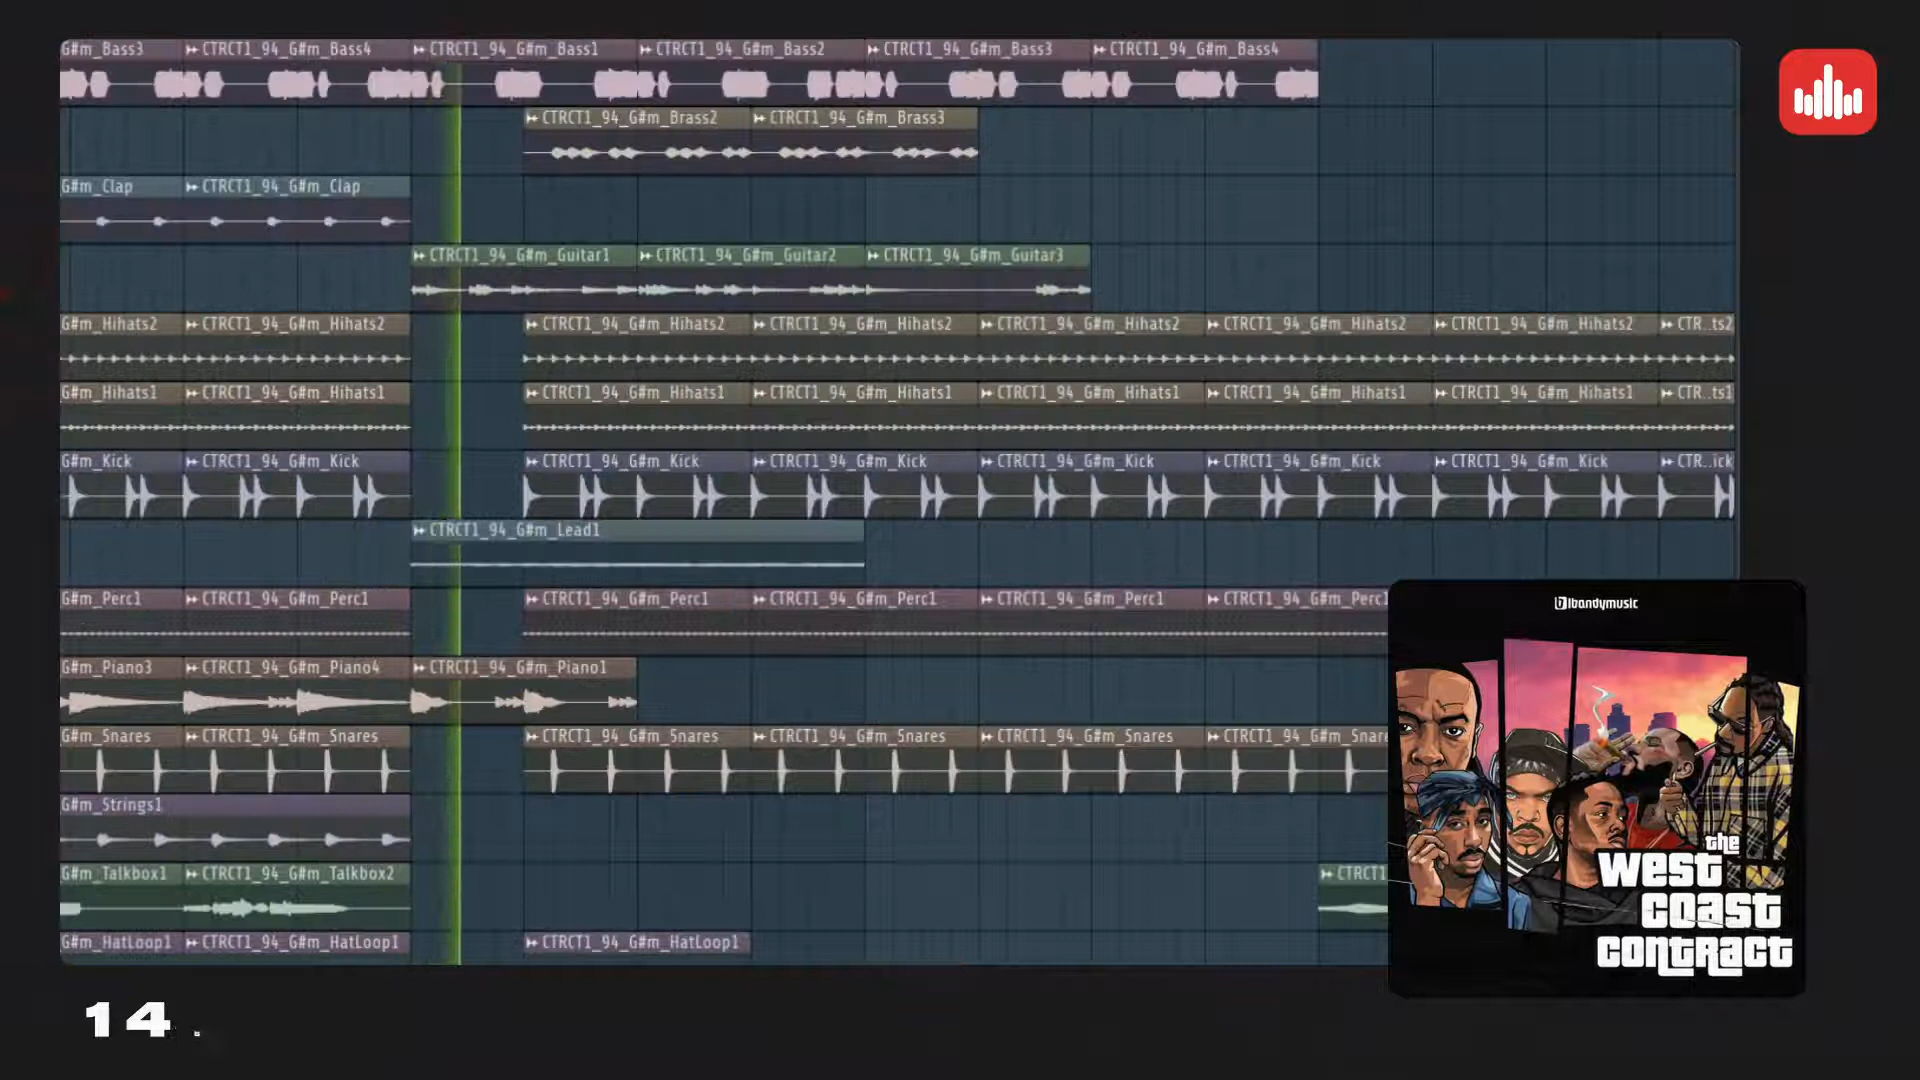 G#m_Bass3 CTRCT1_94_G#m_Bass4 CTRCT1_94_G#m_Bass1 CTRCT1_94_G#m_Bass2 CTRCT1_94_G#m_Bass3 CTRCT1_94_G#m_Bass4
CTRCT1_94_G#m_Brass2 CTRCT1_94_G#m_Brass3
G#m_Clap CTRCT1_94_G#m_Clap
CTRCT1_94_G#m_Guitar1 CTRCT1_94_G#m_Guitar2 CTRCT1_94_G#m_Guitar3
G#m_Hihats2 CTRCT1_94_G#m_Hihats2 CTRCT1_94_G#m_Hihats2 CTRCT1_94_G#m_Hihats2 CTRCT1_94_G#m_Hihats2 CTRCT1_94_G#m_Hihats2 CTRCT1_94_G#m_Hihats2 CTR..ts2
G#m_Hihats1 CTRCT1_94_G#m_Hihats1 CTRCT1_94_G#m_Hihats1 CTRCT1_94_G#m_Hihats1 CTRCT1_94_G#m_Hihats1 CTRCT1_94_G#m_Hihats1 CTRCT1_94_G#m_Hihats1 CTR..ts1
G#m_Kick CTRCT1_94_G#m_Kick CTRCT1_94_G#m_Kick CTRCT1_94_G#m_Kick CTRCT1_94_G#m_Kick CTRCT1_94_G#m_Kick CTRCT1_94_G#m_Kick CTR..ick
CTRCT1_94_G#m_Lead1
G#m_Perc1 CTRCT1_94_G#m_Perc1 CTRCT1_94_G#m_Perc1 CTRCT1_94_G#m_Perc1 CTRCT1_94_G#m_Perc1 CTRCT1_94_G#m_Perc1
G#m_Piano3 CTRCT1_94_G#m_Piano4 CTRCT1_94_G#m_Piano1
G#m_Snares CTRCT1_94_G#m_Snares CTRCT1_94_G#m_Snares CTRCT1_94_G#m_Snares CTRCT1_94_G#m_Snares CTRCT1_94_G#m_Snare
G#m_Strings1
G#m_Talkbox1 CTRCT1_94_G#m_Talkbox2 CTRCT1
G#m_HatLoop1 CTRCT1_94_G#m_HatLoop1 CTRCT1_94_G#m_HatLoop1
lbandymusic
the
West
Coast
Contract
14.